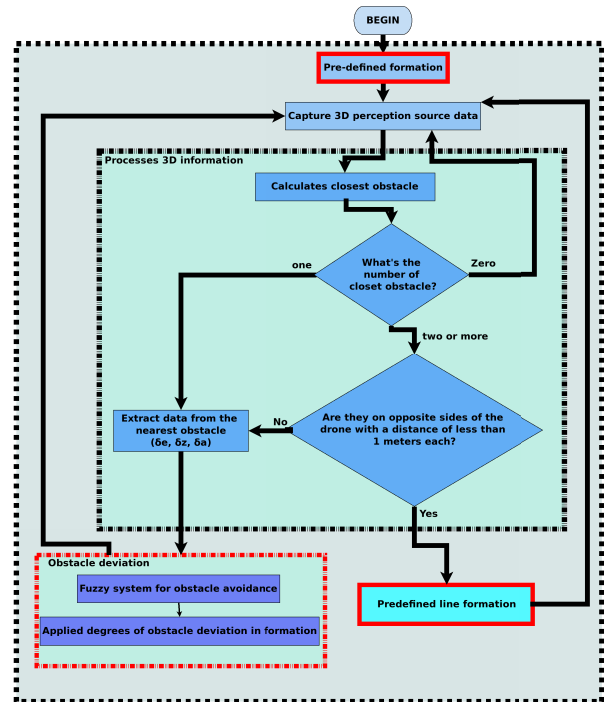 BEGIN
Pre-defined formation
Capture 3D perception source data
Processes 3D information
Calculates closest obstacle
What's the
number of
closet obstacle?
one
Zero
two or more
Extract data from the
nearest obstacle
(δe, δz, δa)
No
Are they on opposite sides of the
drone with a distance of less than
1 meters each?
Yes
Obstacle deviation
Fuzzy system for obstacle avoidance
Applied degrees of obstacle deviation in formation
Predefined line formation